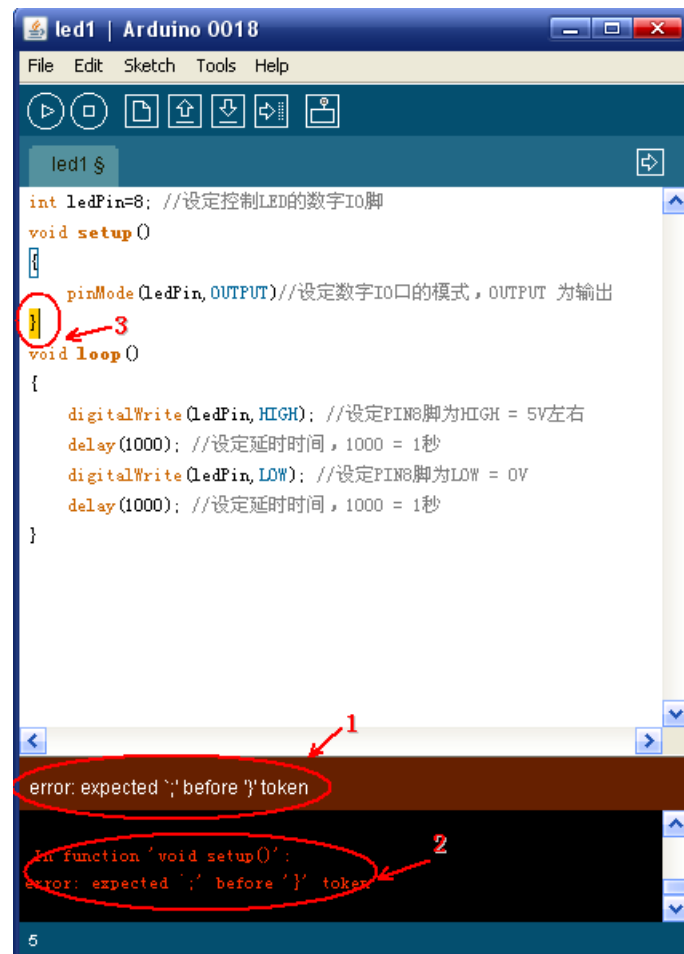 led1 | Arduino 0018
File Edit Sketch Tools Help
led1 §
int ledPin=8; //设定控制LED的数字IO脚
void setup()
{
pinMode(ledPin,OUTPUT)//设定数字IO口的模式，OUTPUT 为输出
}
3
void loop()
{
digitalWrite(ledPin,HIGH); //设定PIN8脚为HIGH = 5V左右
delay(1000); //设定延时时间，1000 = 1秒
digitalWrite(ledPin,LOW); //设定PIN8脚为LOW = 0V
delay(1000); //设定延时时间，1000 = 1秒
}
1
error: expected `;' before '}' token
2
In function 'void setup()':
error: expected `;' before '}' token
5